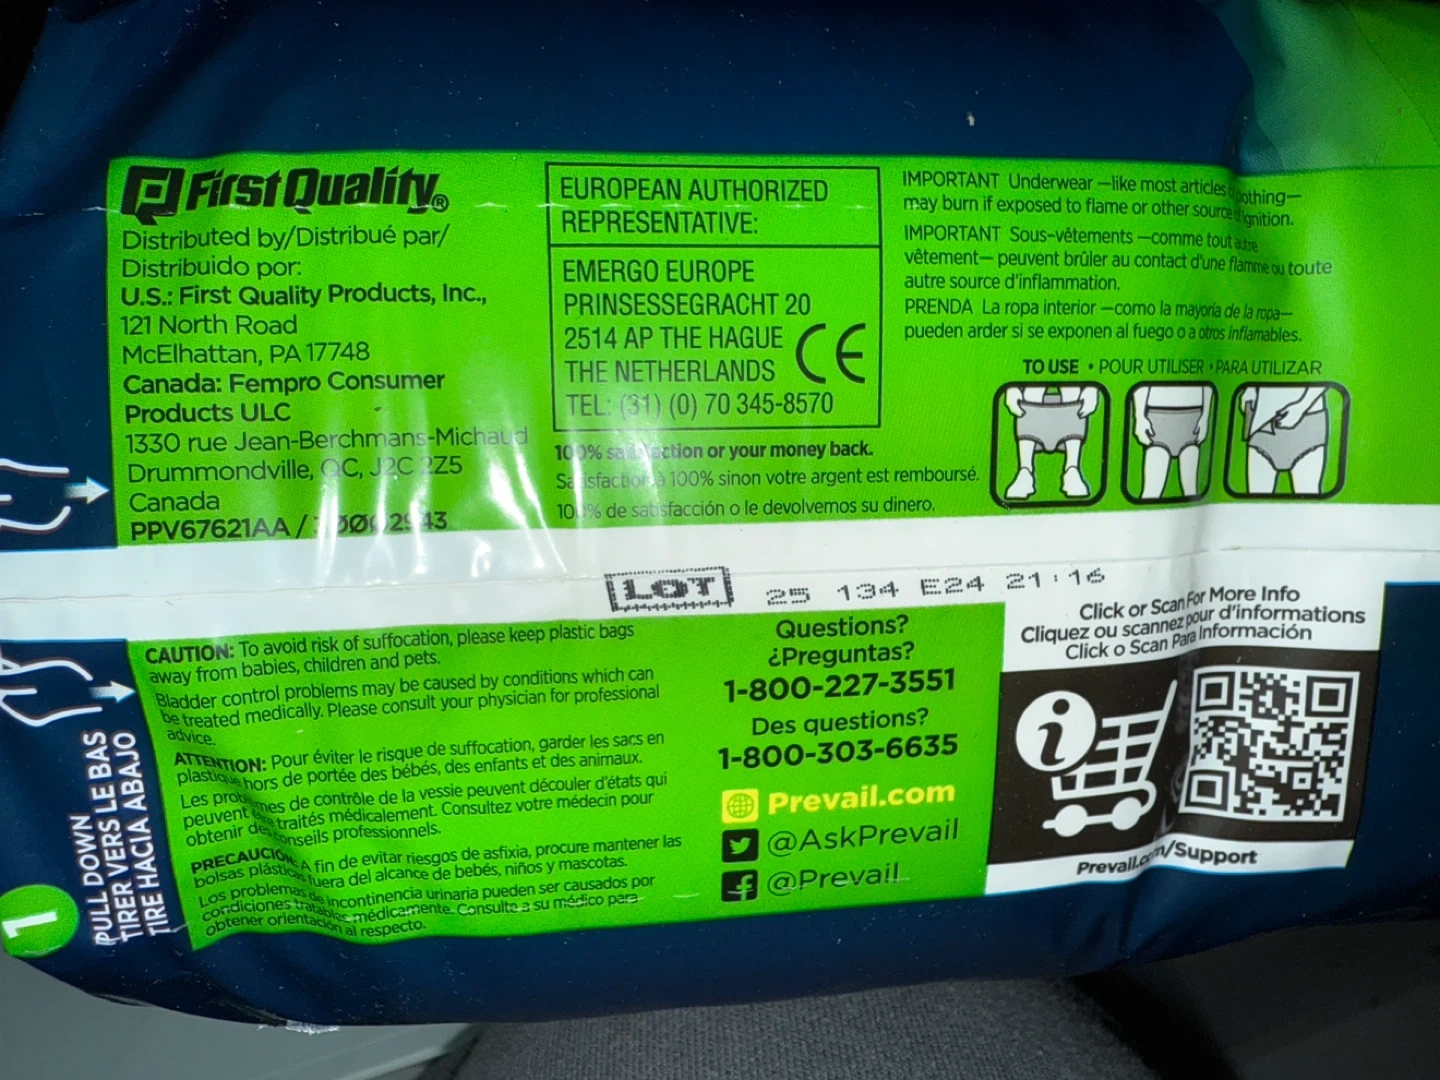 First Quality®
Distributed by/Distribué par/
Distribuido por:
U.S.: First Quality Products, Inc.,
121 North Road
McElhattan, PA 17748
Canada: Fempro Consumer
Products ULC
1330 rue Jean-Berchmans-Michaud
Drummondville, QC, J2C 2Z5
Canada
PPV67621AA /
EUROPEAN AUTHORIZED
REPRESENTATIVE:
EMERGO EUROPE
PRINSESSEGRACHT 20
2514 AP THE HAGUE
THE NETHERLANDS
TEL: (31) (0) 70 345-8570
CE
100% satisfaction or your money back.
Satisfaction à 100% sinon votre argent est remboursé.
100% de satisfacción o le devolvemos su dinero.
IMPORTANT Underwear —like most articles of clothing—
may burn if exposed to flame or other source of ignition.
IMPORTANT Sous-vêtements —comme tout autre
vêtement— peuvent brûler au contact d'une flamme ou toute
autre source d'inflammation.
PRENDA La ropa interior —como la mayoría de la ropa—
pueden arder si se exponen al fuego o a otros inflamables.
TO USE • POUR UTILISER • PARA UTILIZAR
LOT 25 134 E24 21:16
CAUTION: To avoid risk of suffocation, please keep plastic bags
away from babies, children and pets.
Bladder control problems may be caused by conditions which can
be treated medically. Please consult your physician for professional
advice.
ATTENTION: Pour éviter le risque de suffocation, garder les sacs en
plastique hors de portée des bébés, des enfants et des animaux.
Les problèmes de contrôle de la vessie peuvent découler d'états qui
peuvent être traités médicalement. Consultez votre médecin pour
obtenir des conseils professionnels.
PRECAUCIÓN: A fin de evitar riesgos de asfixia, procure mantener las
bolsas plásticas fuera del alcance de bebés, niños y mascotas.
Los problemas de incontinencia urinaria pueden ser causados por
condiciones tratables médicamente. Consulte a su médico para
obtener orientación al respecto.
Questions?
¿Preguntas?
1-800-227-3551
Des questions?
1-800-303-6635
Prevail.com
@AskPrevail
@Prevail
Click or Scan For More Info
Cliquez ou scannez pour d'informations
Click o Scan Para Información
i
Prevail.com/Support
1
PULL DOWN
TIRER VERS LE BAS
TIRE HACIA ABAJO